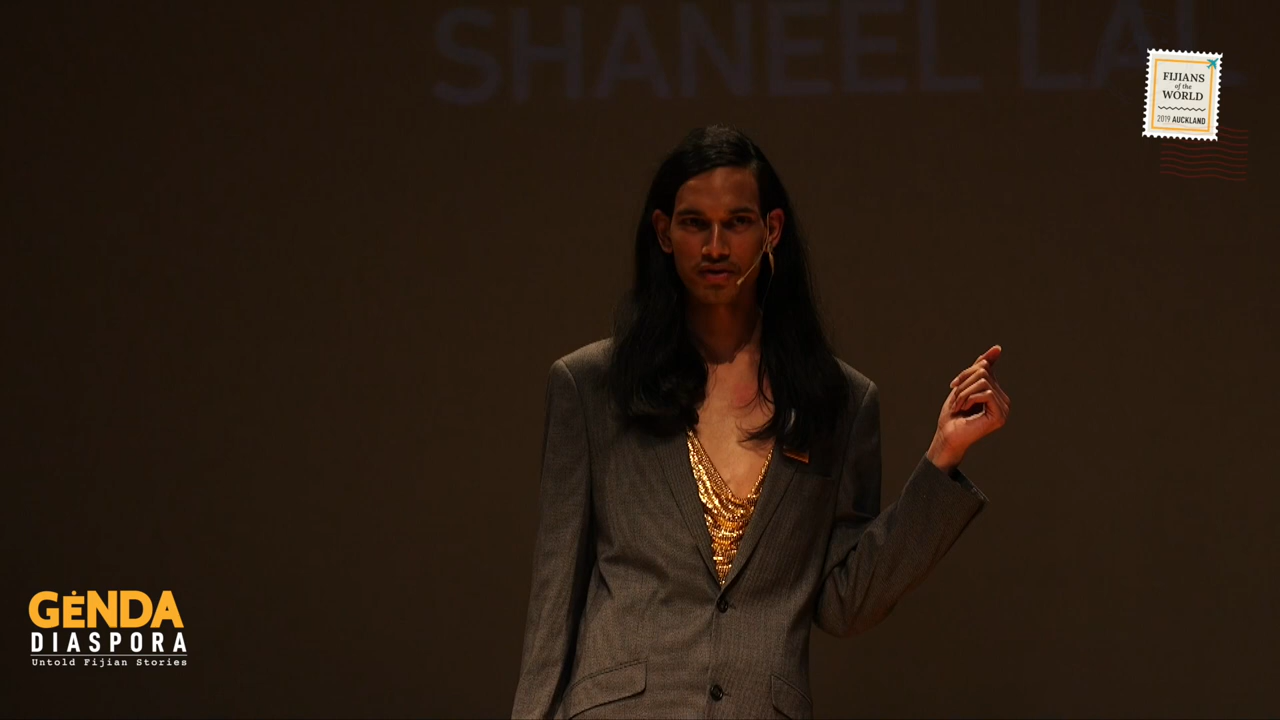 SHANEEL LAL
FIJIANS
of the
WORLD
2019 AUCKLAND
GENDA
DIASPORA
Untold Fijian Stories